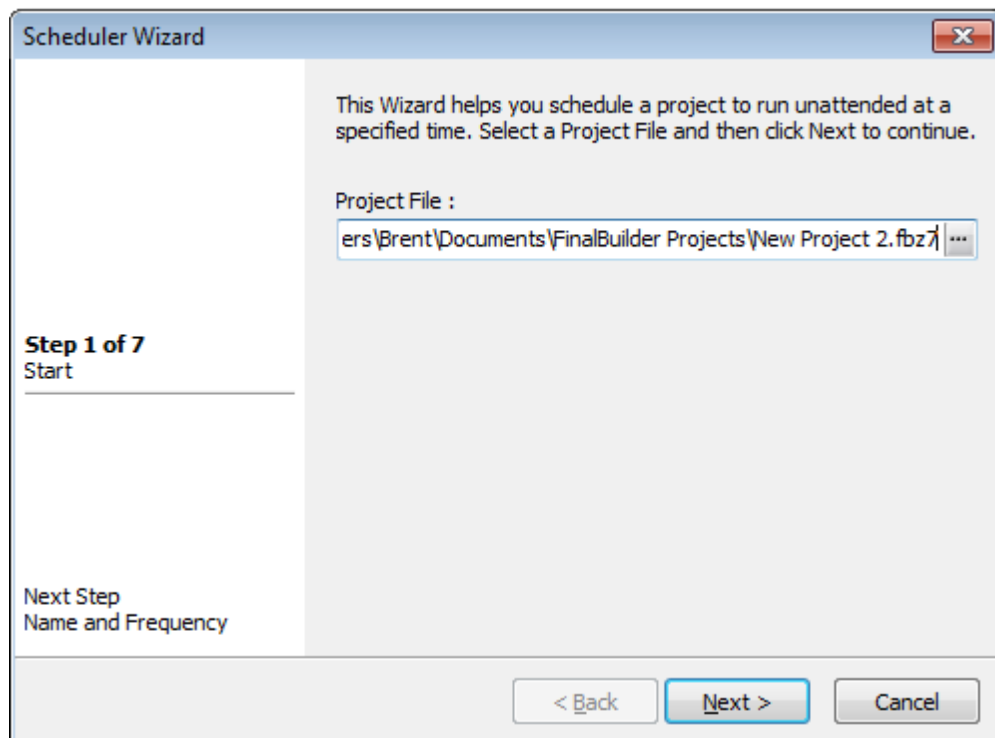 Scheduler Wizard
This Wizard helps you schedule a project to run unattended at a
specified time. Select a Project File and then click Next to continue.
Project File :
ers\Brent\Documents\FinalBuilder Projects\New Project 2.fbz7
...
Step 1 of 7
Start
Next Step
Name and Frequency
< Back
Next >
Cancel